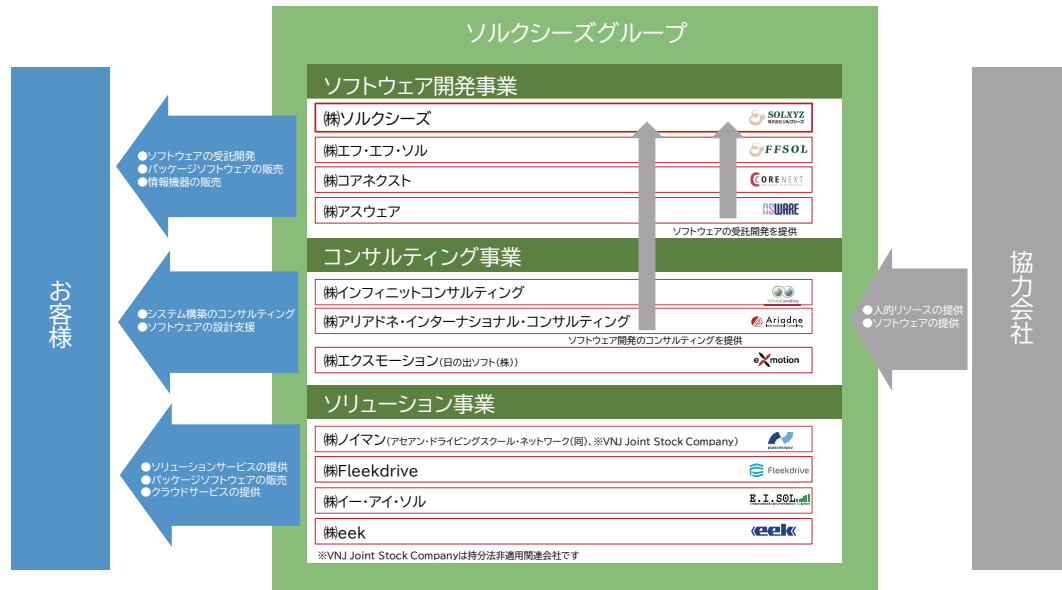 ソルクシーズグループ
お客様
ソフトウェア開発事業
㈱ソルクシーズ
SOLXYZ
株式会社ソルクシーズ
㈱エフ・エフ・ソル
FFSOL
㈱コアネクスト
CORENEXT
㈱アスウェア
ASWARE
ソフトウェアの受託開発を提供
●ソフトウェアの受託開発
●パッケージソフトウェアの販売
●情報機器の販売
コンサルティング事業
㈱インフィニットコンサルティング
㈱アリアドネ・インターナショナル・コンサルティング
Ariadne
International Consulting
ソフトウェア開発のコンサルティングを提供
㈱エクスモーション(日の出ソフト(株))
eXmotion
●システム構築のコンサルティング
●ソフトウェアの設計支援
ソリューション事業
㈱ノイマン(アセアン・ドライビングスクール・ネットワーク(同)、※VNJ Joint Stock Company)
㈱Fleekdrive
Fleekdrive
㈱イー・アイ・ソル
E.I.SOL
㈱eek
eek
※VNJ Joint Stock Companyは持分法非適用関連会社です
●ソリューションサービスの提供
●パッケージソフトウェアの販売
●クラウドサービスの提供
●人的リソースの提供
●ソフトウェアの提供
協力会社